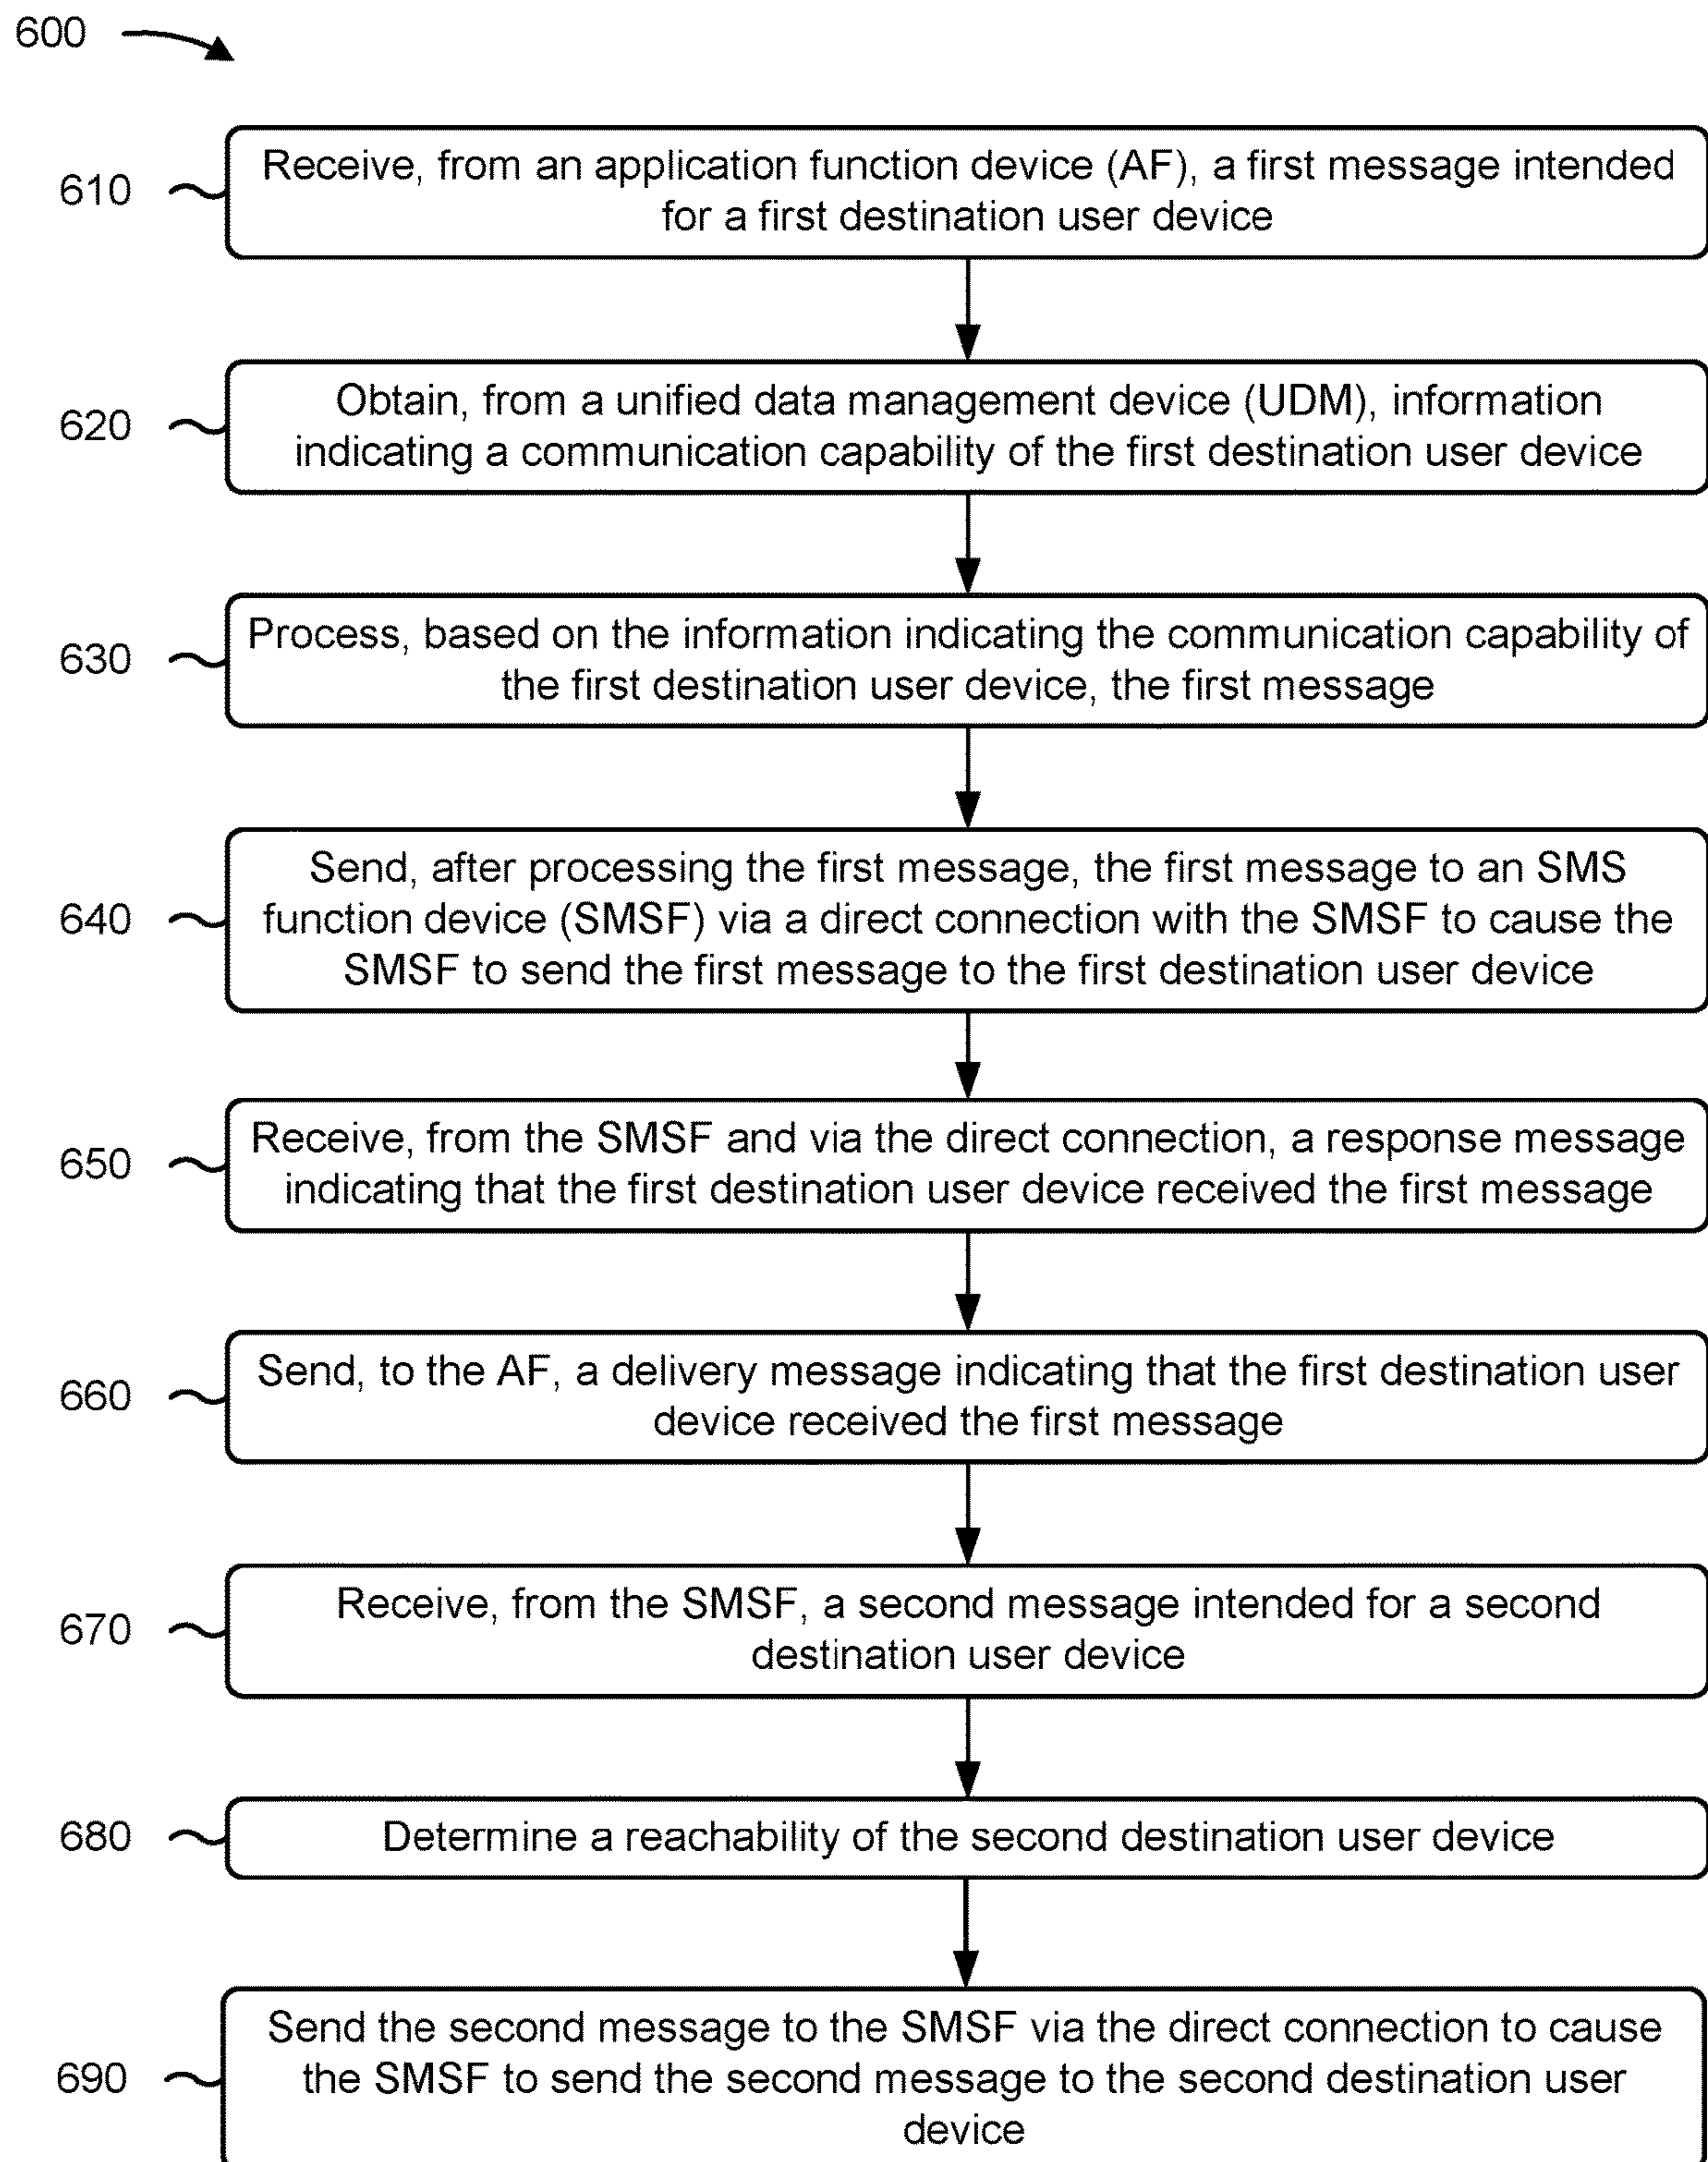 600
610
Receive, from an application function device (AF), a first message intended
for a first destination user device
620
Obtain, from a unified data management device (UDM), information
indicating a communication capability of the first destination user device
630
Process, based on the information indicating the communication capability of
the first destination user device, the first message
640
Send, after processing the first message, the first message to an SMS
function device (SMSF) via a direct connection with the SMSF to cause the
SMSF to send the first message to the first destination user device
650
Receive, from the SMSF and via the direct connection, a response message
indicating that the first destination user device received the first message
660
Send, to the AF, a delivery message indicating that the first destination user
device received the first message
670
Receive, from the SMSF, a second message intended for a second
destination user device
680
Determine a reachability of the second destination user device
690
Send the second message to the SMSF via the direct connection to cause
the SMSF to send the second message to the second destination user
device